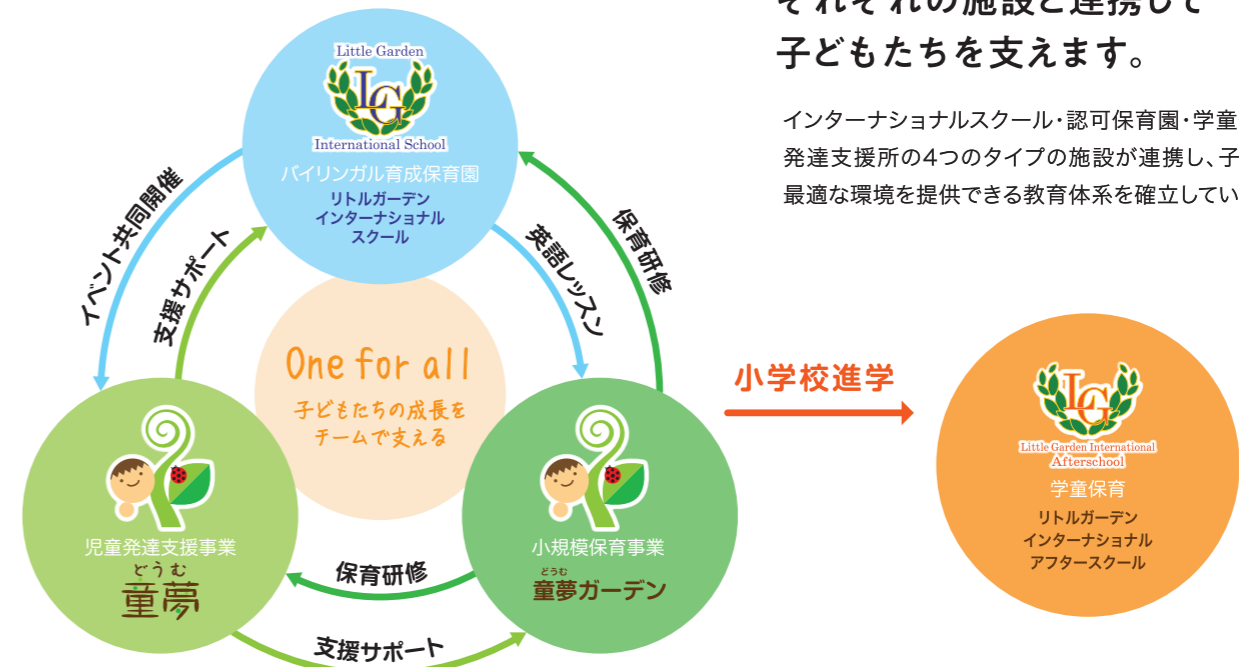 それぞれの施設と連携して
子どもたちを支えます。
インターナショナルスクール・認可保育園・学童
発達支援所の4つのタイプの施設が連携し、子
最適な環境を提供できる教育体系を確立してい
Little Garden
LG
International School
バイリンガル育成保育園
リトルガーデン
インターナショナル
スクール
イベント共同開催
支援サポート
英語レッスン
保育研修
One for all
子どもたちの成長を
チームで支える
児童発達支援事業
どうむ
童夢
保育研修
支援サポート
小規模保育事業
どうむ
童夢ガーデン
小学校進学
LG
Little Garden International
Afterschool
学童保育
リトルガーデン
インターナショナル
アフタースクール